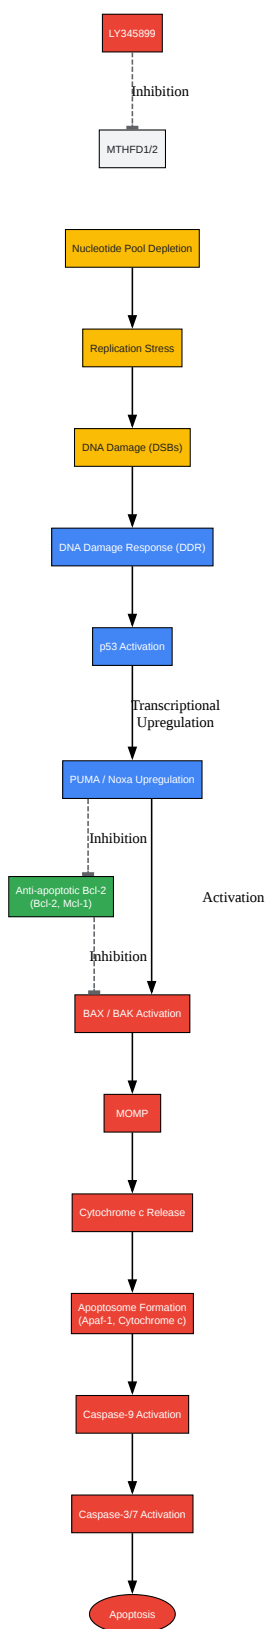 LY345899
Inhibition
MTHFD1/2
Nucleotide Pool Depletion
Replication Stress
DNA Damage (DSBs)
DNA Damage Response (DDR)
p53 Activation
Transcriptional
Upregulation
PUMA / Noxa Upregulation
Inhibition
Anti-apoptotic Bcl-2
(Bcl-2, Mcl-1)
Activation
Inhibition
BAX / BAK Activation
MOMP
Cytochrome c Release
Apoptosome Formation
(Apaf-1, Cytochrome c)
Caspase-9 Activation
Caspase-3/7 Activation
Apoptosis